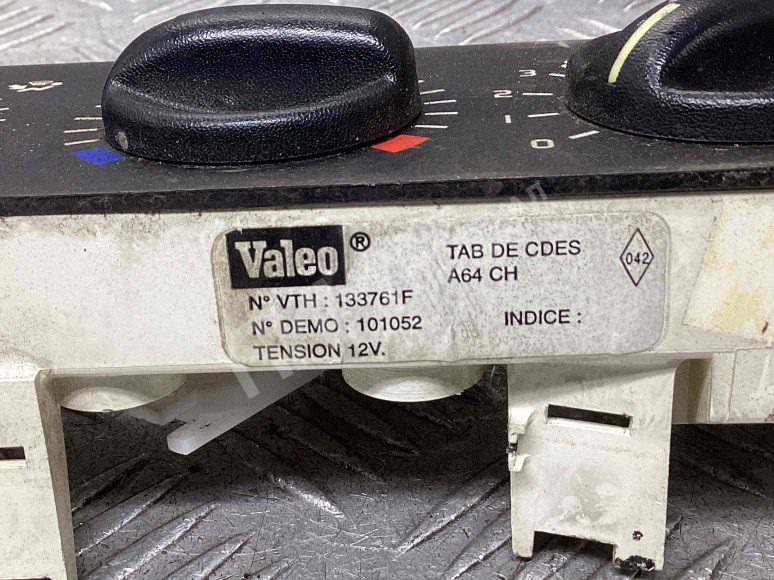 3
2
1
0
Valeo®
TAB DE CDES
A64 CH
042
N° VTH : 133761F
N° DEMO : 101052
INDICE :
TENSION 12V.